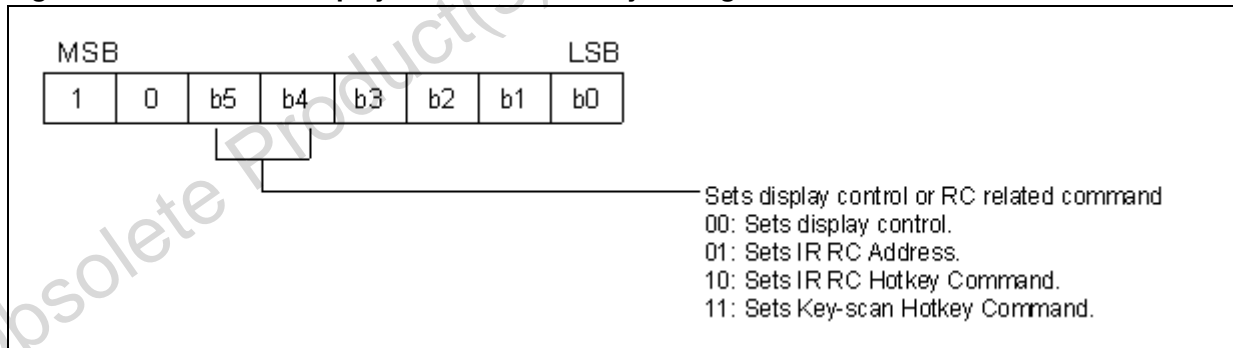 MSB LSB
1 0 b5 b4 b3 b2 b1 b0
Sets display control or RC related command
00: Sets display control.
01: Sets IR RC Address.
10: Sets IR RC Hotkey Command.
11: Sets Key-scan Hotkey Command.